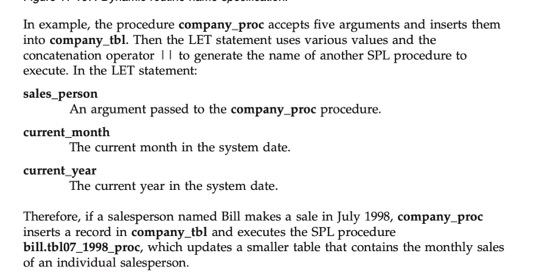 In example, the procedure company_proc accepts five arguments and inserts them
into company_tbl. Then the LET statement uses various values and the
concatenation operator || to generate the name of another SPL procedure to
execute. In the LET statement:
sales_person
An argument passed to the company_proc procedure.
current_month
The current month in the system date.
current_year
The current year in the system date.
Therefore, if a salesperson named Bill makes a sale in July 1998, company_proc
inserts a record in company_tbl and executes the SPL procedure
bill.tbl07_1998_proc, which updates a smaller table that contains the monthly sales
of an individual salesperson.